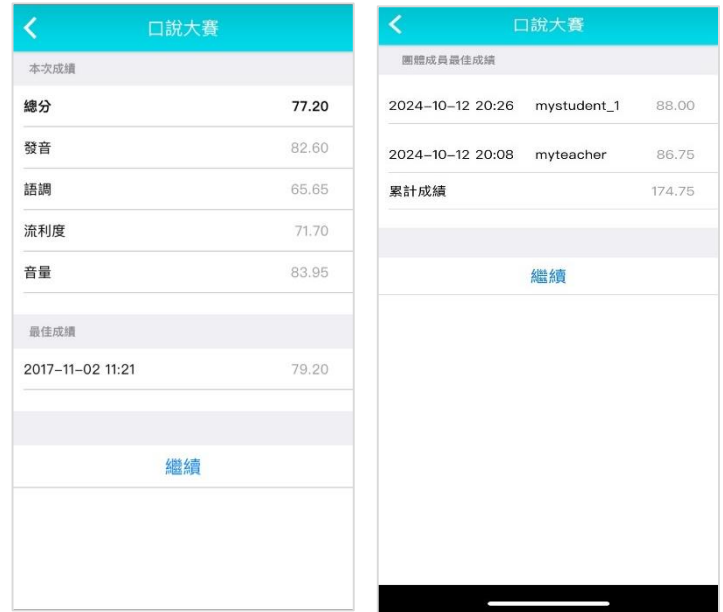 口說大賽
本次成績
總分 77.20
發音 82.60
語調 65.65
流利度 71.70
音量 83.95
最佳成績
2017-11-02 11:21 79.20
繼續
口說大賽
團體成員最佳成績
2024-10-12 20:26 mystudent_1 88.00
2024-10-12 20:08 myteacher 86.75
累計成績 174.75
繼續